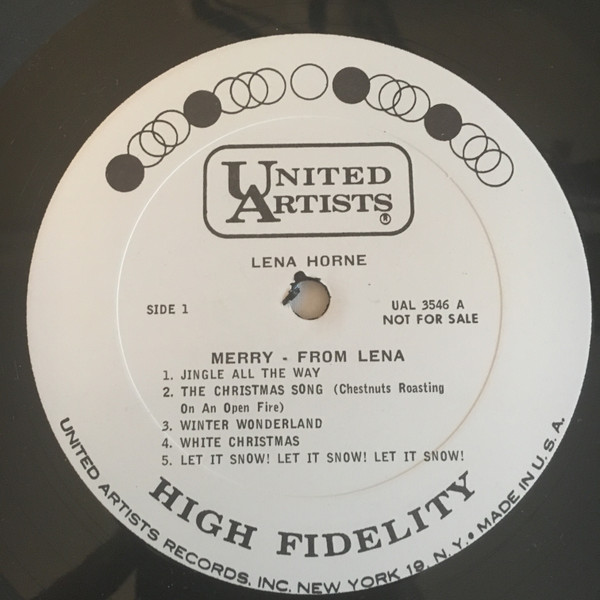 UNITED
ARTISTS®
LENA HORNE
SIDE 1
UAL 3546 A
NOT FOR SALE
MERRY - FROM LENA
1. JINGLE ALL THE WAY
2. THE CHRISTMAS SONG (Chestnuts Roasting
On An Open Fire)
3. WINTER WONDERLAND
4. WHITE CHRISTMAS
5. LET IT SNOW! LET IT SNOW! LET IT SNOW!
HIGH FIDELITY
UNITED ARTISTS RECORDS, INC. NEW YORK 19, N.Y. • MADE IN U.S.A.